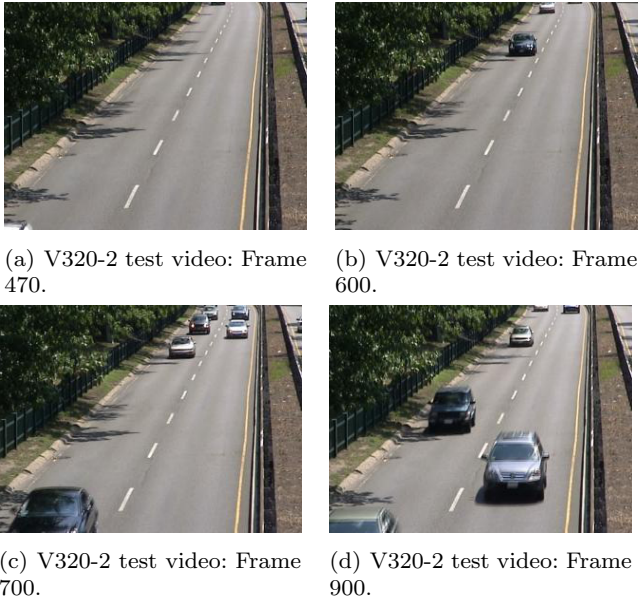 (a) V320-2 test video: Frame
470.
(b) V320-2 test video: Frame
600.
(c) V320-2 test video: Frame
700.
(d) V320-2 test video: Frame
900.